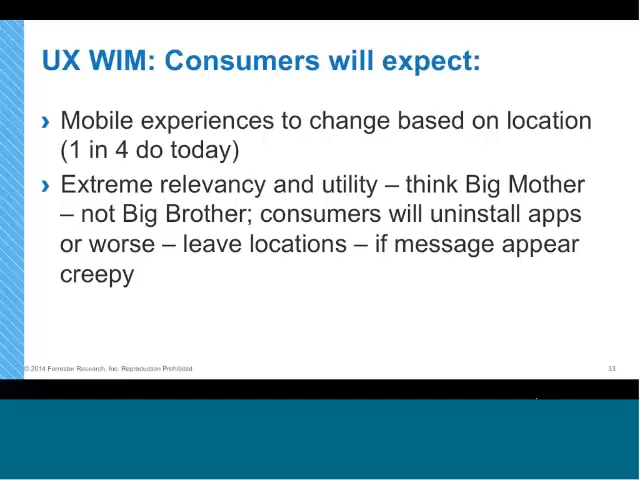 UX WIM: Consumers will expect:
› Mobile experiences to change based on location
(1 in 4 do today)
› Extreme relevancy and utility – think Big Mother
– not Big Brother; consumers will uninstall apps
or worse – leave locations – if message appear
creepy
© 2014 Forrester Research, Inc. Reproduction Prohibited
33